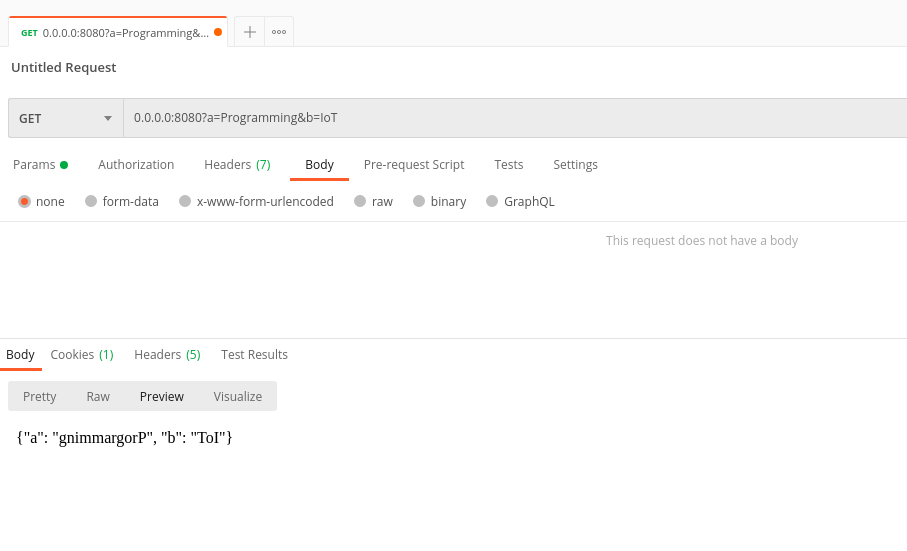 GET 0.0.0.0:8080?a=Programming&...
Untitled Request
GET 0.0.0.0:8080?a=Programming&b=IoT
Params Authorization Headers (7) Body Pre-request Script Tests Settings
none form-data x-www-form-urlencoded raw binary GraphQL
This request does not have a body
Body Cookies (1) Headers (5) Test Results
Pretty Raw Preview Visualize
{"a": "gnimmargorP", "b": "ToI"}